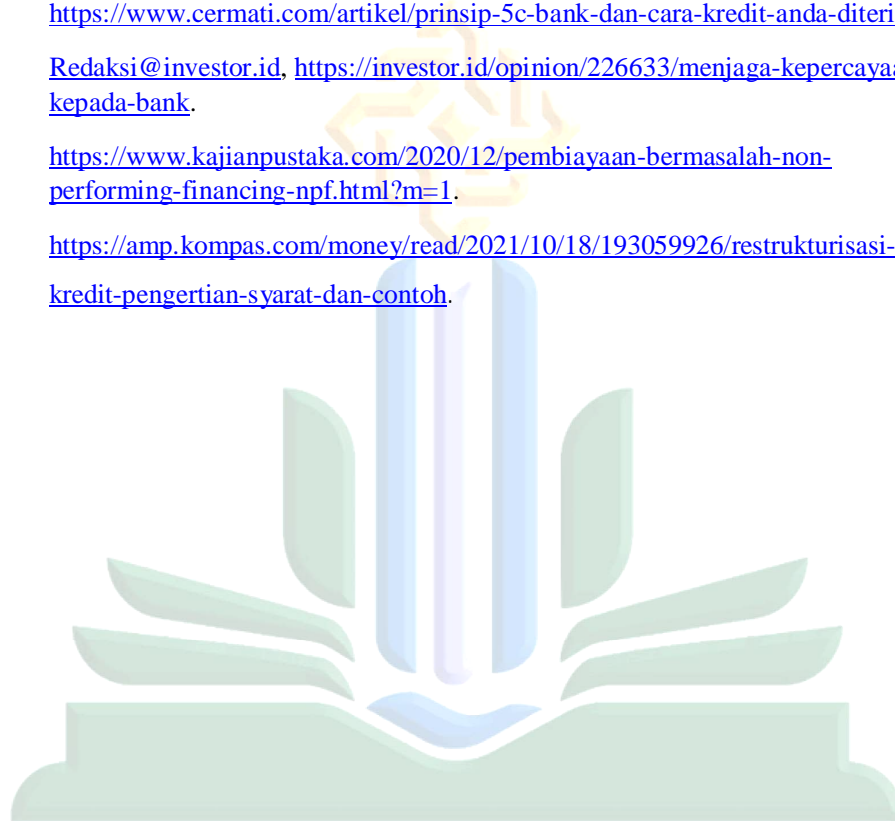 https://www.cermati.com/artikel/prinsip-5c-bank-dan-cara-kredit-anda-diteri
Redaksi@investor.id, https://investor.id/opinion/226633/menjaga-kepercayaa
kepada-bank.
https://www.kajianpustaka.com/2020/12/pembiayaan-bermasalah-non-
performing-financing-npf.html?m=1.
https://amp.kompas.com/money/read/2021/10/18/193059926/restrukturisasi-
kredit-pengertian-syarat-dan-contoh.